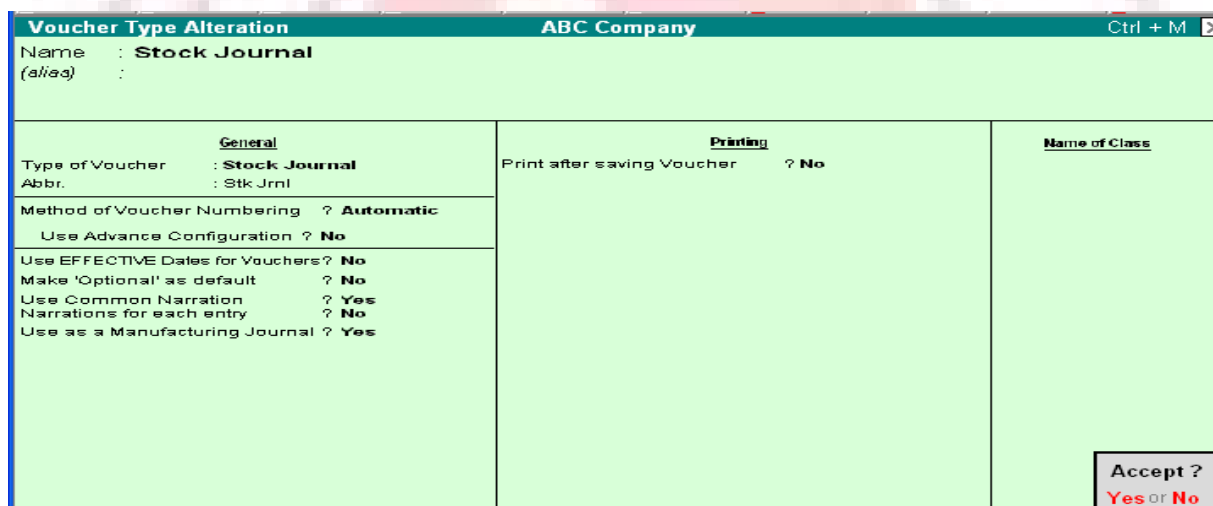 Voucher Type Alteration ABC Company Ctrl + M
Name : Stock Journal
(alias) :
General
Type of Voucher : Stock Journal
Abbr. : Stk Jrnl
Method of Voucher Numbering ? Automatic
Use Advance Configuration ? No
Use EFFECTIVE Dates for Vouchers? No
Make 'Optional' as default ? No
Use Common Narration ? Yes
Narrations for each entry ? No
Use as a Manufacturing Journal ? Yes
Printing
Print after saving Voucher ? No
Name of Class
Accept ?
Yes or No